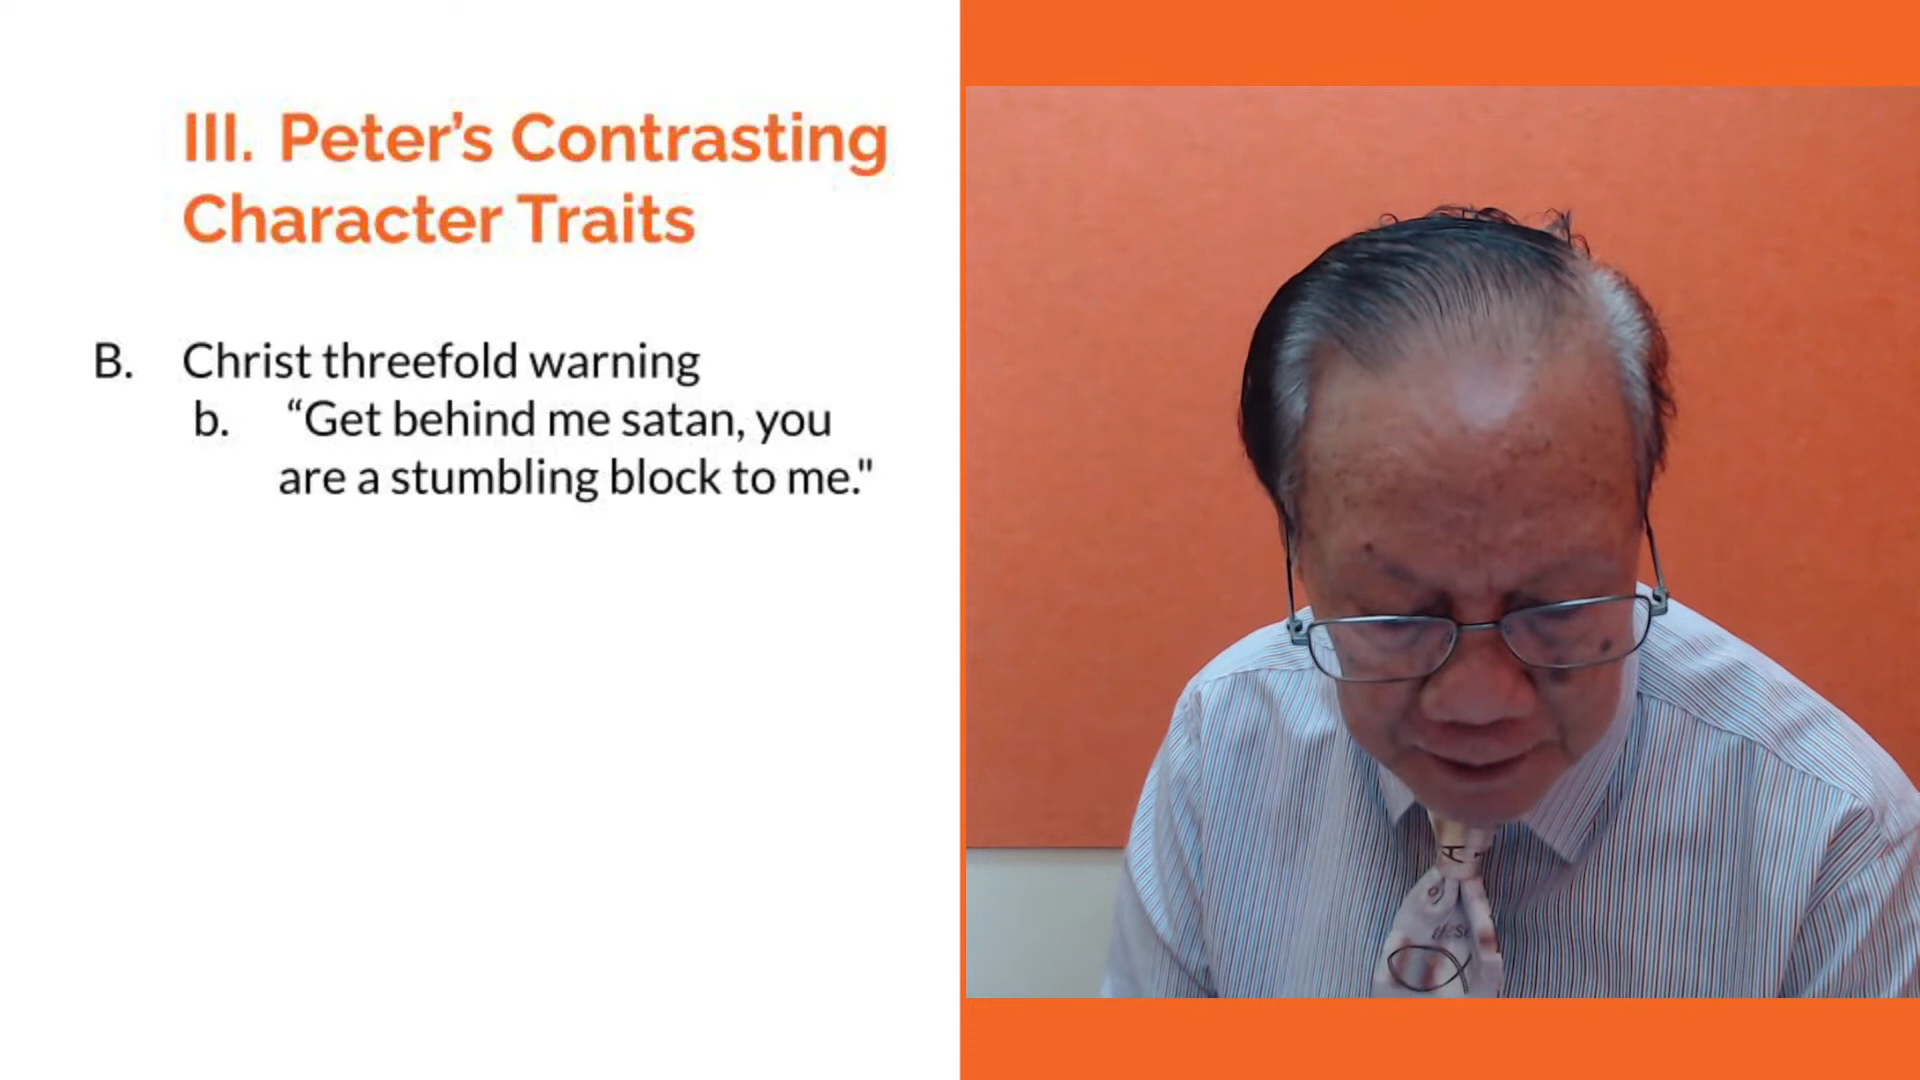 III. Peter’s Contrasting
Character Traits
B. Christ threefold warning
b. “Get behind me satan, you
are a stumbling block to me."